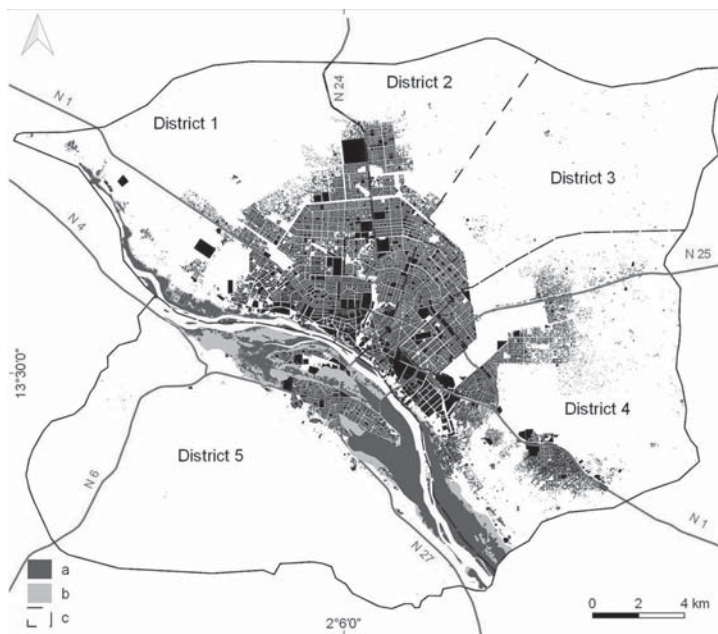 N 24
District 2
N 1
District 1
District 3
N 4
N 25
13°30'0"
District 4
District 5
N 6
N 1
N 27
a
b
c
0 2 4 km
2°6'0"